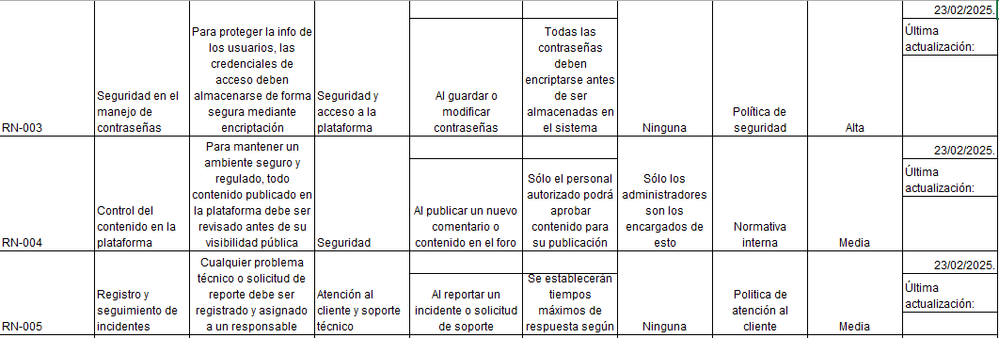 23/02/2025.
Última
actualización:
RN-003
Seguridad en el
manejo de
contraseñas
Para proteger la info de
los usuarios, las
credenciales de
acceso deben
almacenarse de forma
segura mediante
encriptación
Seguridad y
acceso a la
plataforma
Al guardar o
modificar
contraseñas
Todas las
contraseñas
deben
encriptarse antes
de ser
almacenadas en
el sistema
Ninguna
Política de
seguridad
Alta
23/02/2025.
Última
actualización:
RN-004
Control del
contenido en la
plataforma
Para mantener un
ambiente seguro y
regulado, todo
contenido publicado en
la plataforma debe ser
revisado antes de su
visibilidad pública
Seguridad
Al publicar un nuevo
comentario o
contenido en el foro
Sólo el personal
autorizado podrá
aprobar
contenido para
su publicación
Sólo los
administradores
son los
encargados de
esto
Normativa
interna
Media
23/02/2025.
Última
actualización:
RN-005
Registro y
seguimiento de
incidentes
Cualquier problema
técnico o solicitud de
reporte debe ser
registrado y asignado
a un responsable
Atención al
cliente y soporte
técnico
Al reportar un
incidente o solicitud
de soporte
Se establecerán
tiempos
máximos de
respuesta según
Ninguna
Politica de
atención al
cliente
Media